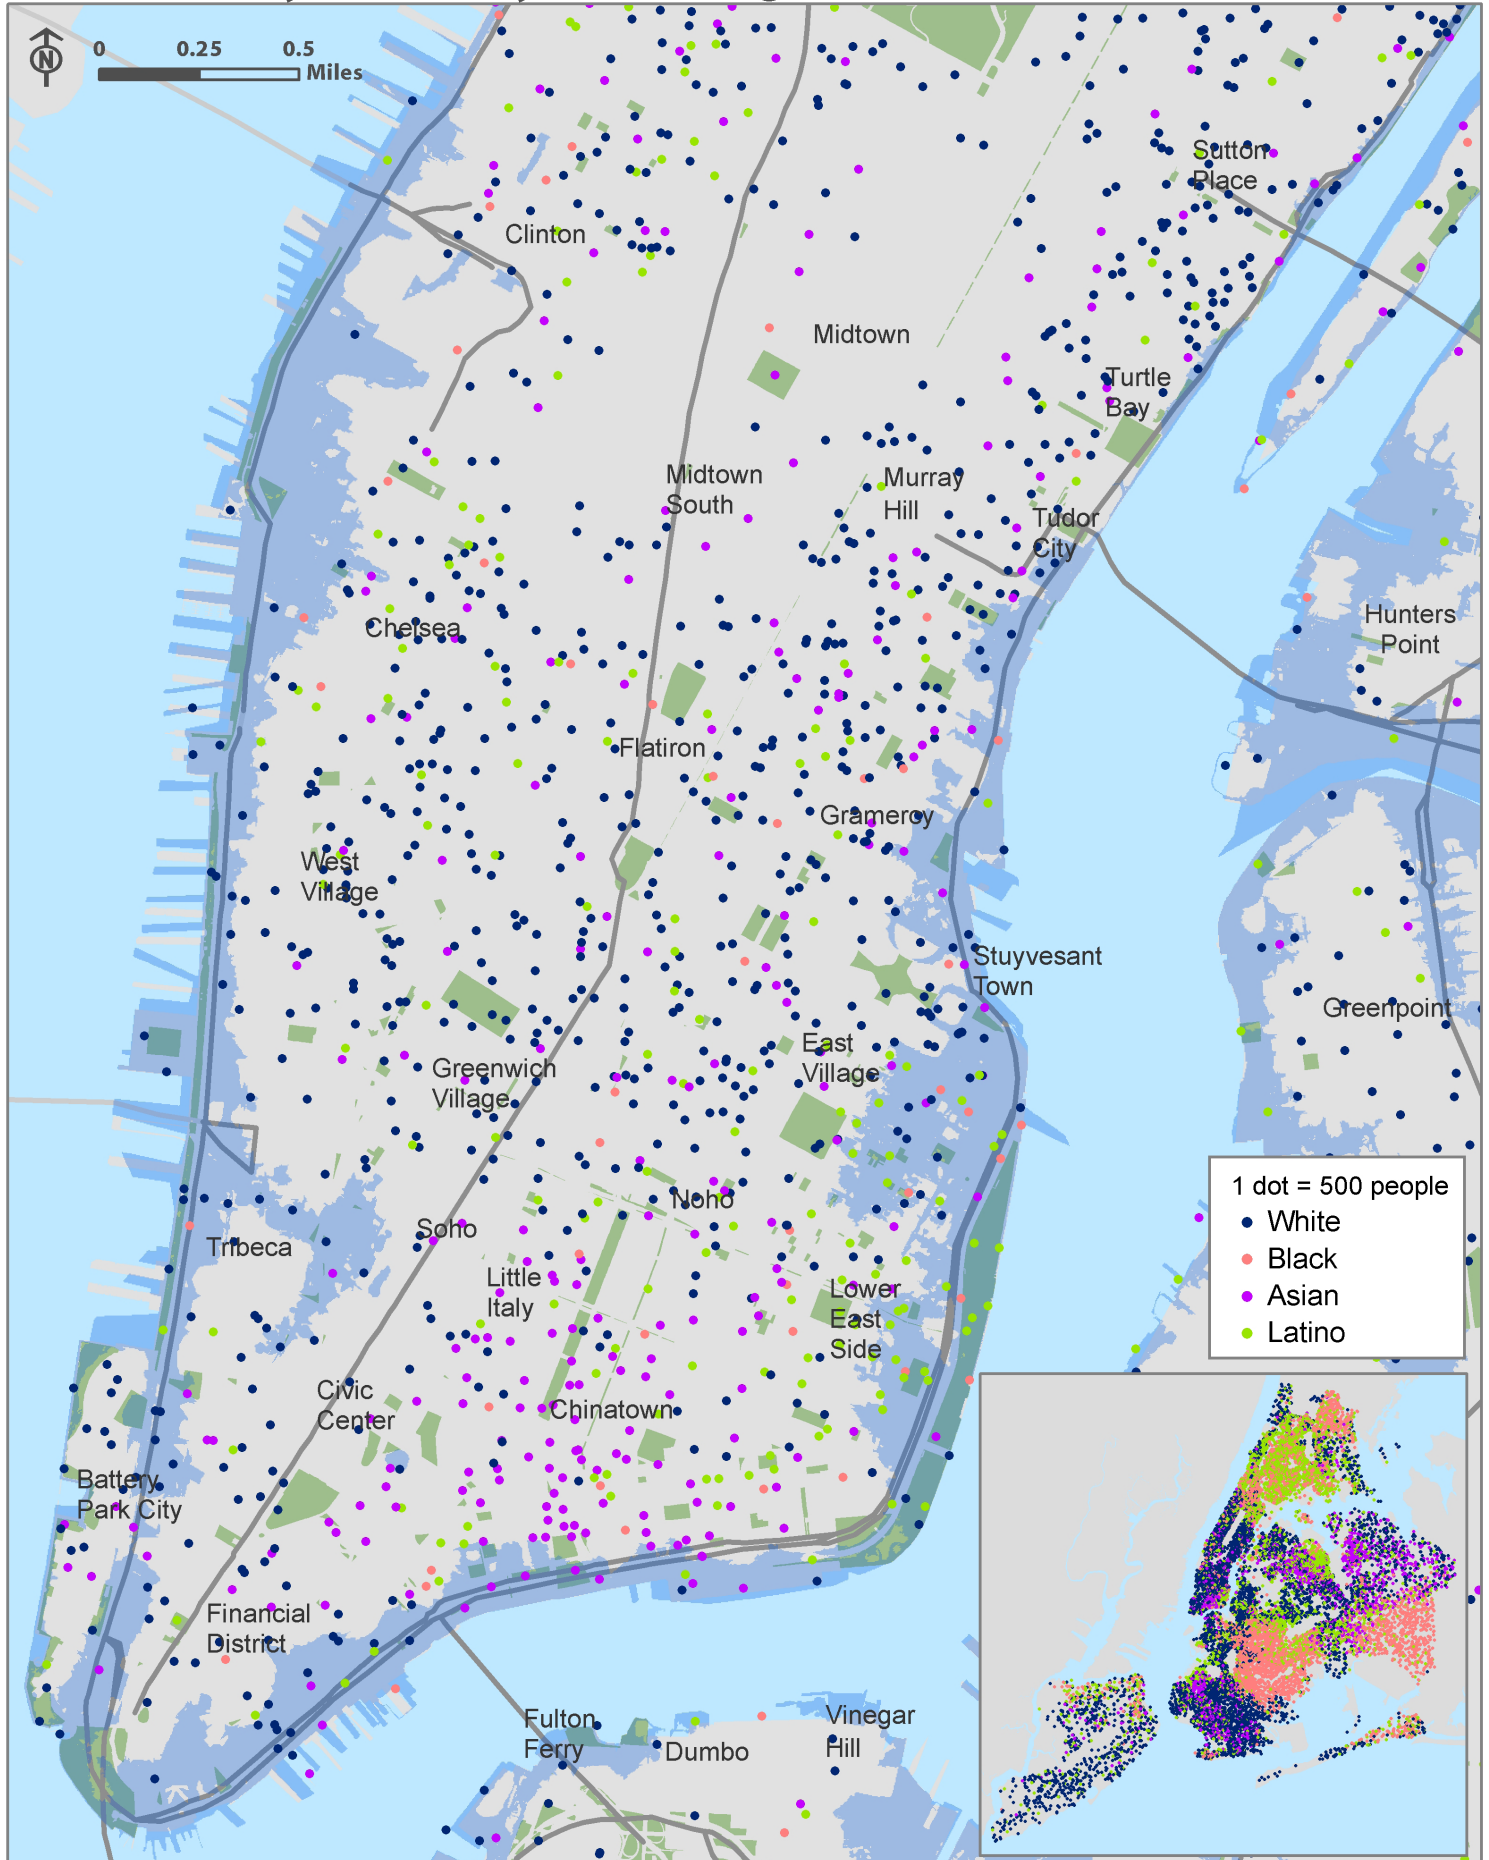 N
0 0.25 0.5
Miles
Sutton
Place
Clinton
Midtown
Turtle
Bay
Midtown
South
Murray
Hill
Tudor
City
Hunters
Point
Chelsea
Flatiron
Gramercy
West
Village
Stuyvesant
Town
Greenpoint
East
Village
Greenwich
Village
Noho
Soho
Tribeca
Little
Italy
Lower
East
Side
Civic
Center
Chinatown
Battery
Park City
Financial
District
Fulton
Ferry
Dumbo
Vinegar
Hill
1 dot = 500 people
White
Black
Asian
Latino